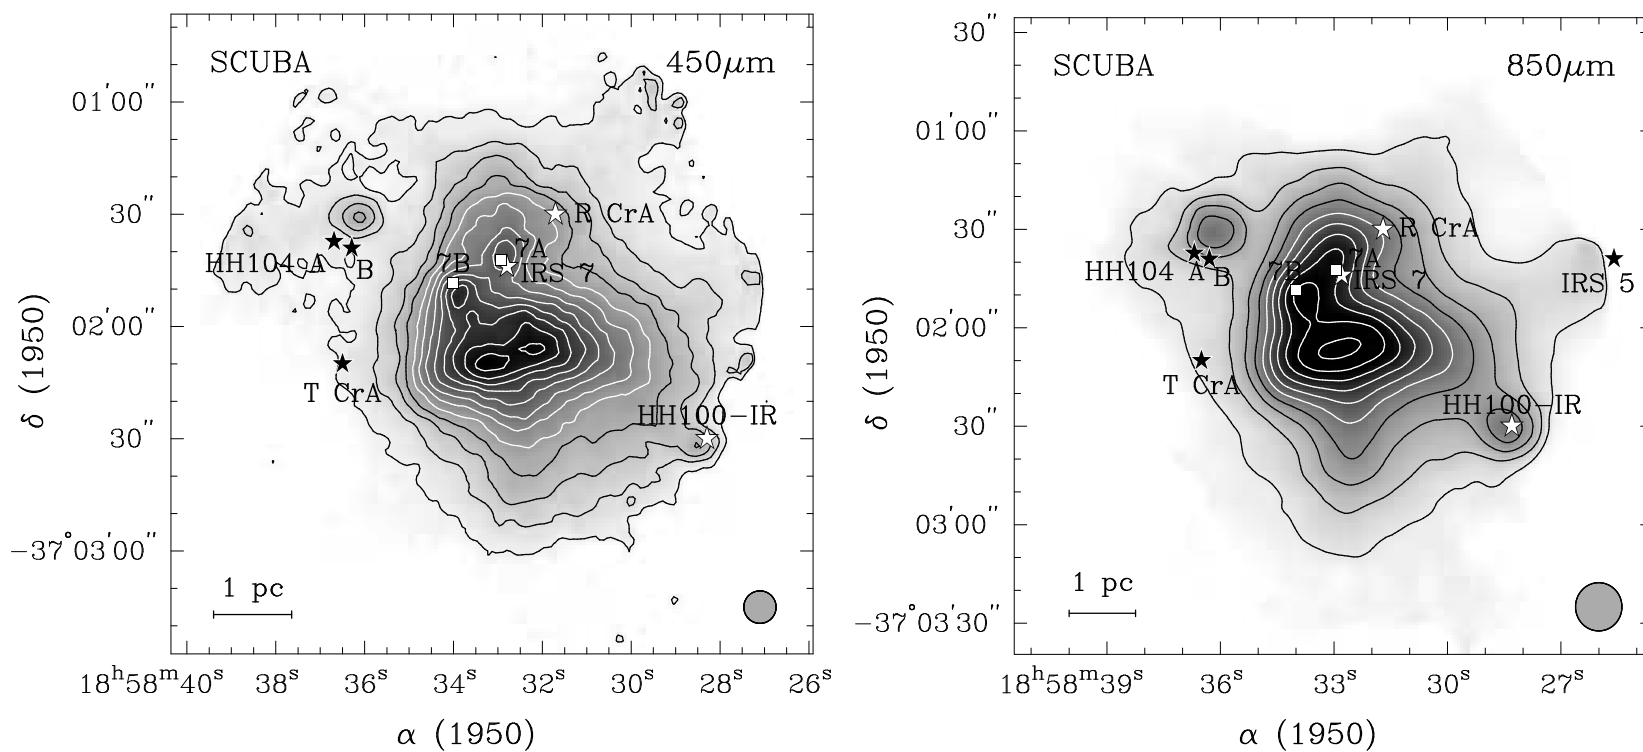 SCUBA 450μm
01'00"
30"
R CrA
7A
HH104 A
B
7B
IRS 7
δ (1950)
02'00"
T CrA
HH100-IR
30"
-37°03'00"
1 pc
18ʰ58ᵐ40ˢ 38ˢ 36ˢ 34ˢ 32ˢ 30ˢ 28ˢ 26ˢ
α (1950)
30"
SCUBA 850μm
01'00"
30"
R CrA
7A
HH104 A
B
7B
IRS 7
IRS 5
δ (1950)
02'00"
T CrA
HH100-IR
30"
03'00"
1 pc
-37°03'30"
18ʰ58ᵐ39ˢ 36ˢ 33ˢ 30ˢ 27ˢ
α (1950)